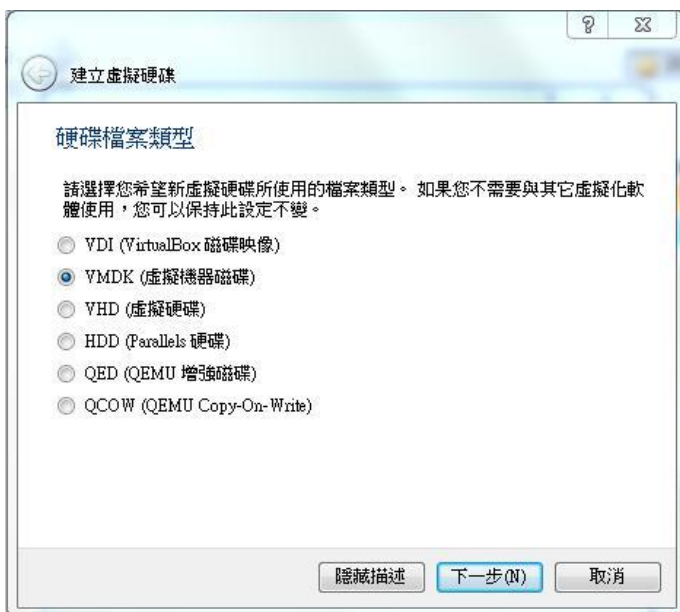 建立虛擬硬碟
硬碟檔案類型
請選擇您希望新虛擬硬碟所使用的檔案類型。 如果您不需要與其它虛擬化軟
體使用，您可以保持此設定不變。
VDI (VirtualBox 磁碟映像)
VMDK (虛擬機器磁碟)
VHD (虛擬硬碟)
HDD (Parallels 硬碟)
QED (QEMU 增強磁碟)
QCOW (QEMU Copy-On-Write)
隱藏描述 下一步(N) 取消